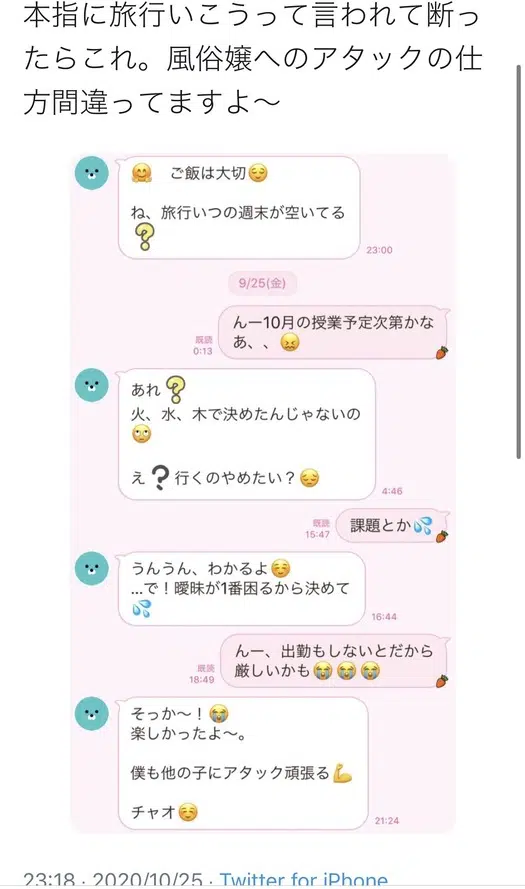 本指に旅行いこうって言われて断っ
たらこれ。風俗嬢へのアタックの仕
方間違ってますよ〜
🤗 ご飯は大切😌
ね、旅行いつの週末が空いてる
❔
23:00
9/25(金)
んー10月の授業予定次第かな
あ、、😖
既読
0:13
あれ❔
火、水、木で決めたんじゃないの
🙄
え❓行くのやめたい？😔
4:46
課題とか💦
既読
15:47
うんうん、わかるよ☺️
…で！曖昧が1番困るから決めて
💦
16:44
んー、出勤もしないとだから
厳しいかも😭😭😭
既読
18:49
そっか〜！😭
楽しかったよ〜。
僕も他の子にアタック頑張る💪
チャオ☺️
21:24
23:18 · 2020/10/25 · Twitter for iPhone